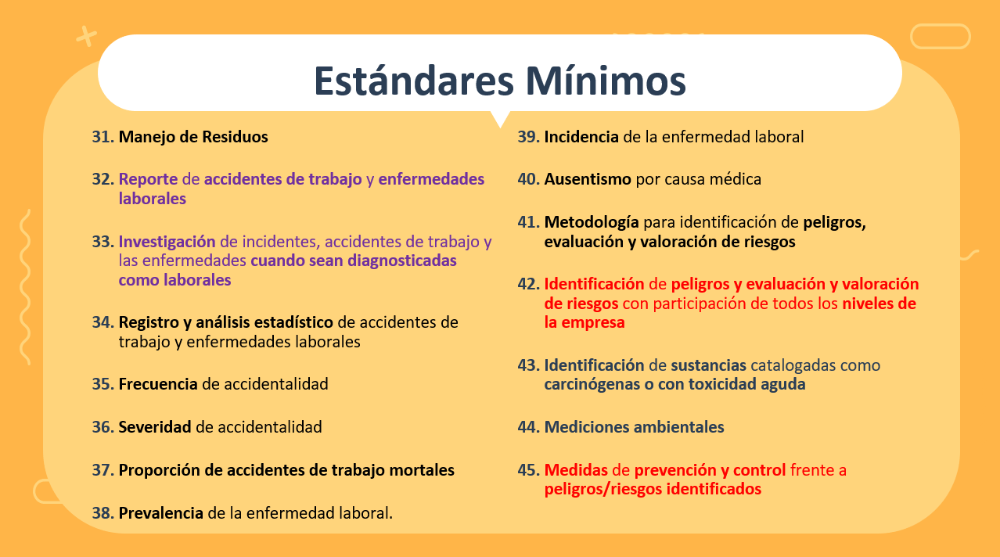 Estándares Mínimos
31. Manejo de Residuos
32. Reporte de accidentes de trabajo y enfermedades
laborales
33. Investigación de incidentes, accidentes de trabajo y
las enfermedades cuando sean diagnosticadas
como laborales
34. Registro y análisis estadístico de accidentes de
trabajo y enfermedades laborales
35. Frecuencia de accidentalidad
36. Severidad de accidentalidad
37. Proporción de accidentes de trabajo mortales
38. Prevalencia de la enfermedad laboral.
39. Incidencia de la enfermedad laboral
40. Ausentismo por causa médica
41. Metodología para identificación de peligros,
evaluación y valoración de riesgos
42. Identificación de peligros y evaluación y valoración
de riesgos con participación de todos los niveles de
la empresa
43. Identificación de sustancias catalogadas como
carcinógenas o con toxicidad aguda
44. Mediciones ambientales
45. Medidas de prevención y control frente a
peligros/riesgos identificados